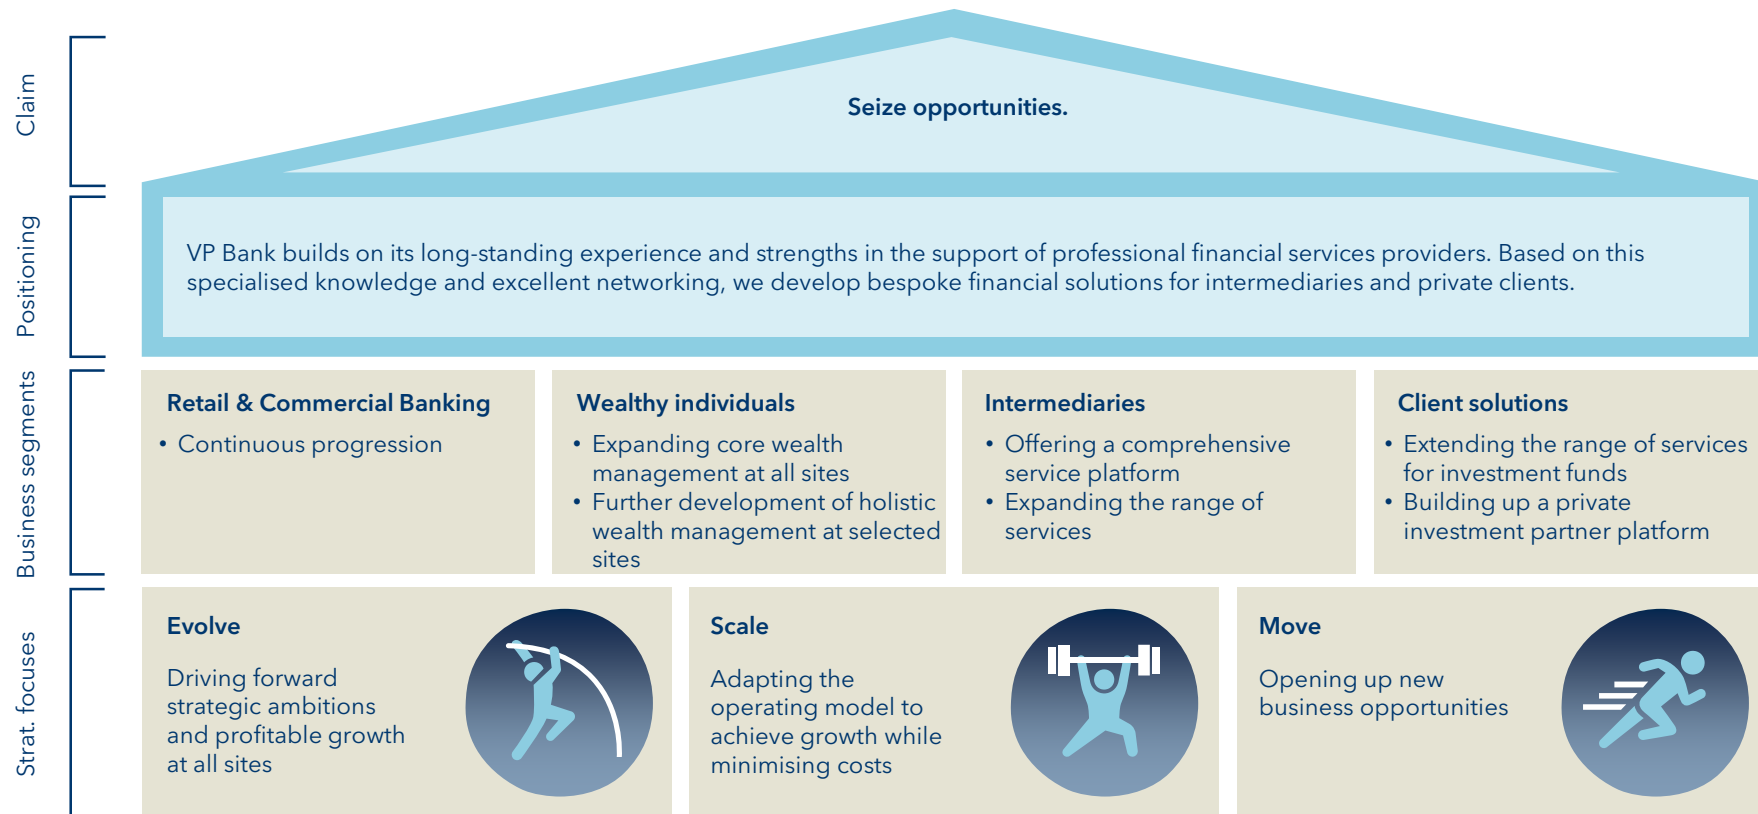 Claim
Seize opportunities.
Positioning
VP Bank builds on its long-standing experience and strengths in the support of professional financial services providers. Based on this
specialised knowledge and excellent networking, we develop bespoke financial solutions for intermediaries and private clients.
Business segments
Retail & Commercial Banking
• Continuous progression
Wealthy individuals
• Expanding core wealth
management at all sites
• Further development of holistic
wealth management at selected
sites
Intermediaries
• Offering a comprehensive
service platform
• Expanding the range of
services
Client solutions
• Extending the range of services
for investment funds
• Building up a private
investment partner platform
Strat. focuses
Evolve
Driving forward
strategic ambitions
and profitable growth
at all sites
Scale
Adapting the
operating model to
achieve growth while
minimising costs
Move
Opening up new
business opportunities